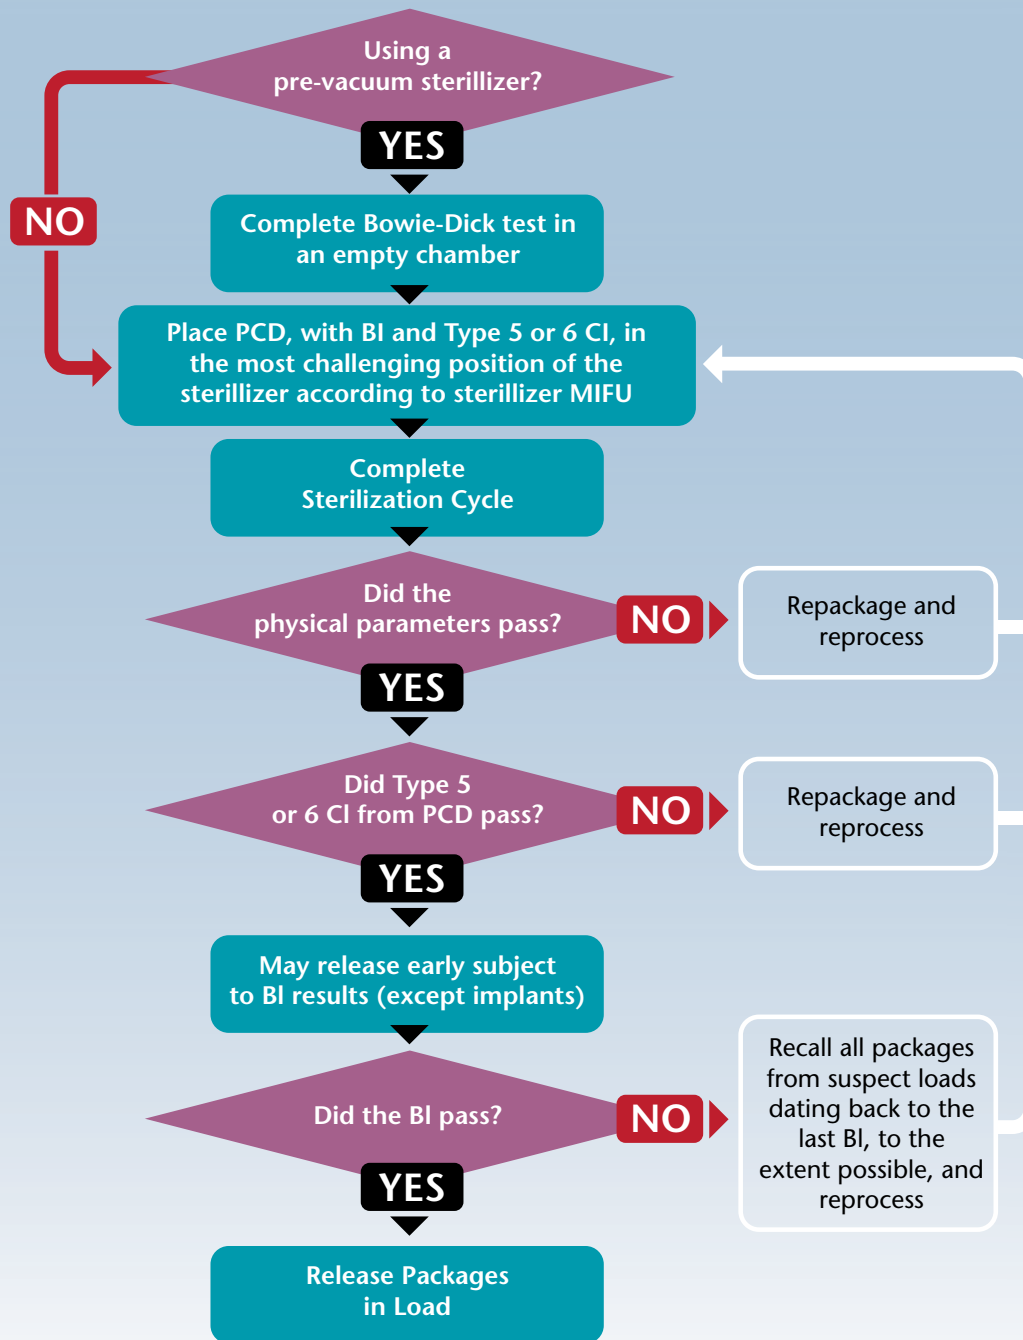 Using a
pre-vacuum sterillizer?
YES
NO
Complete Bowie-Dick test in
an empty chamber
Place PCD, with BI and Type 5 or 6 CI, in
the most challenging position of the
sterillizer according to sterillizer MIFU
Complete
Sterilization Cycle
Did the
physical parameters pass?
NO
Repackage and
reprocess
YES
Did Type 5
or 6 Cl from PCD pass?
NO
Repackage and
reprocess
YES
May release early subject
to Bl results (except implants)
Did the Bl pass?
NO
Recall all packages
from suspect loads
dating back to the
last Bl, to the
extent possible, and
reprocess
YES
Release Packages
in Load